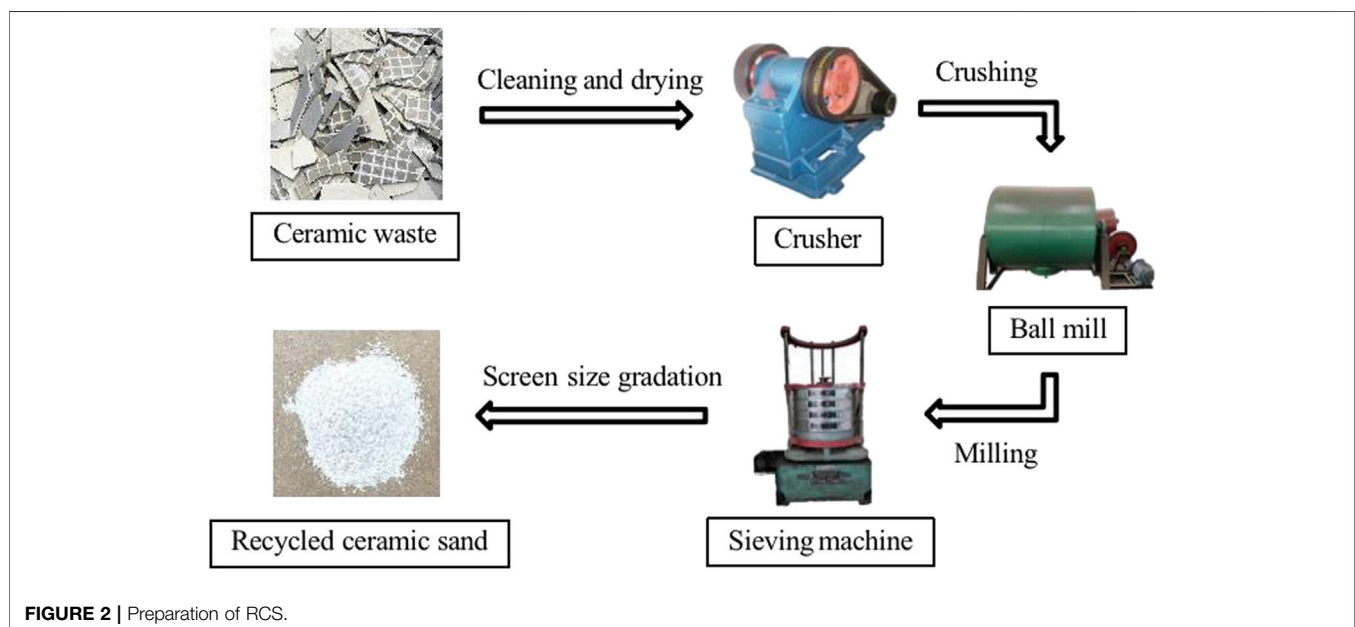 Cleaning and drying
Crushing
Ceramic waste
Crusher
Ball mill
Screen size gradation
Milling
Recycled ceramic sand
Sieving machine
FIGURE 2 | Preparation of RCS.